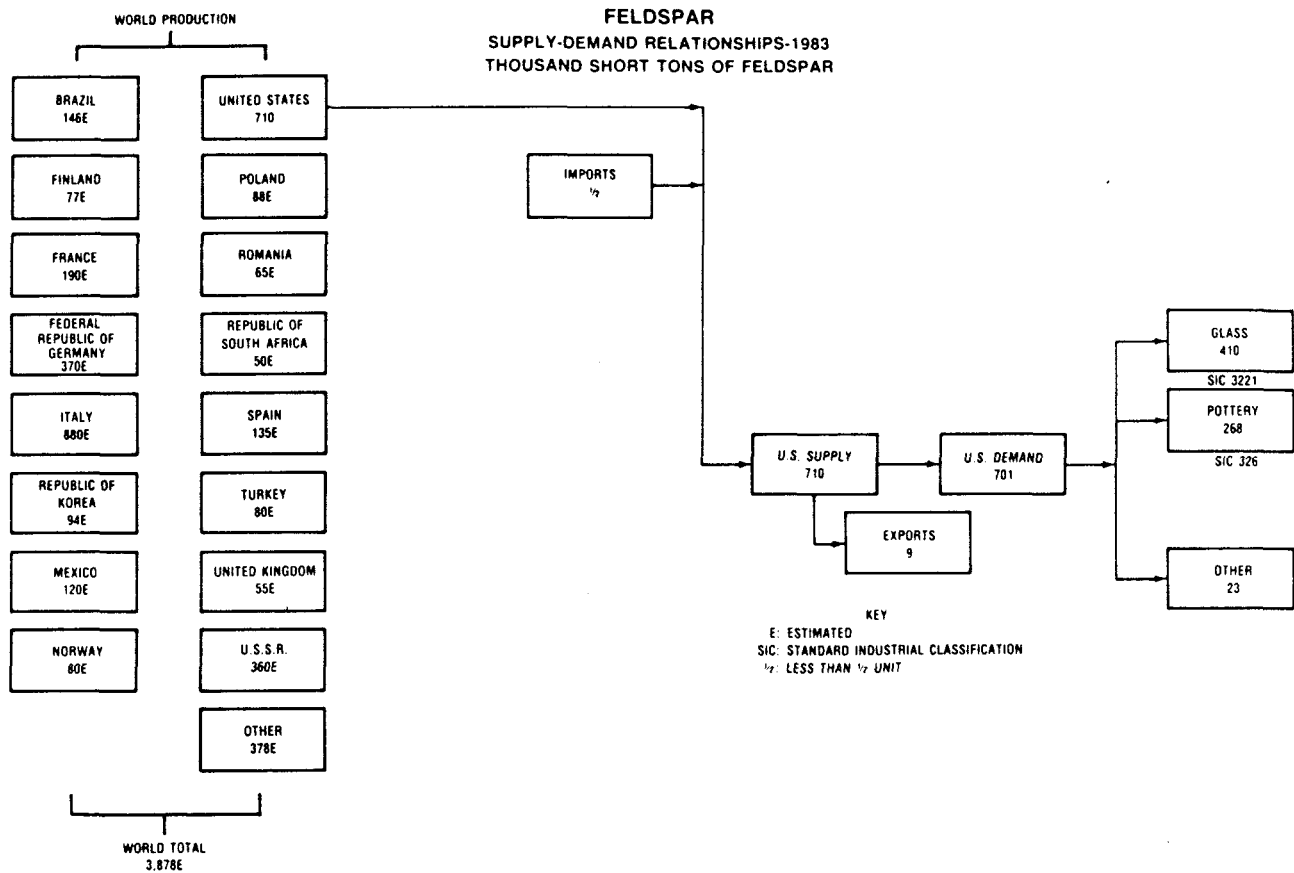 FELDSPAR
SUPPLY-DEMAND RELATIONSHIPS-1983
THOUSAND SHORT TONS OF FELDSPAR
WORLD PRODUCTION
BRAZIL
146E
FINLAND
77E
FRANCE
190E
FEDERAL
REPUBLIC OF
GERMANY
370E
ITALY
880E
REPUBLIC OF
KOREA
94E
MEXICO
120E
NORWAY
80E
UNITED STATES
710
POLAND
88E
ROMANIA
65E
REPUBLIC OF
SOUTH AFRICA
50E
SPAIN
135E
TURKEY
80E
UNITED KINGDOM
55E
U.S.S.R.
360E
OTHER
378E
WORLD TOTAL
3,878E
IMPORTS
½
U.S. SUPPLY
710
EXPORTS
9
U.S. DEMAND
701
GLASS
410
SIC 3221
POTTERY
268
SIC 326
OTHER
23
KEY
E: ESTIMATED
SIC: STANDARD INDUSTRIAL CLASSIFICATION
½: LESS THAN ½ UNIT